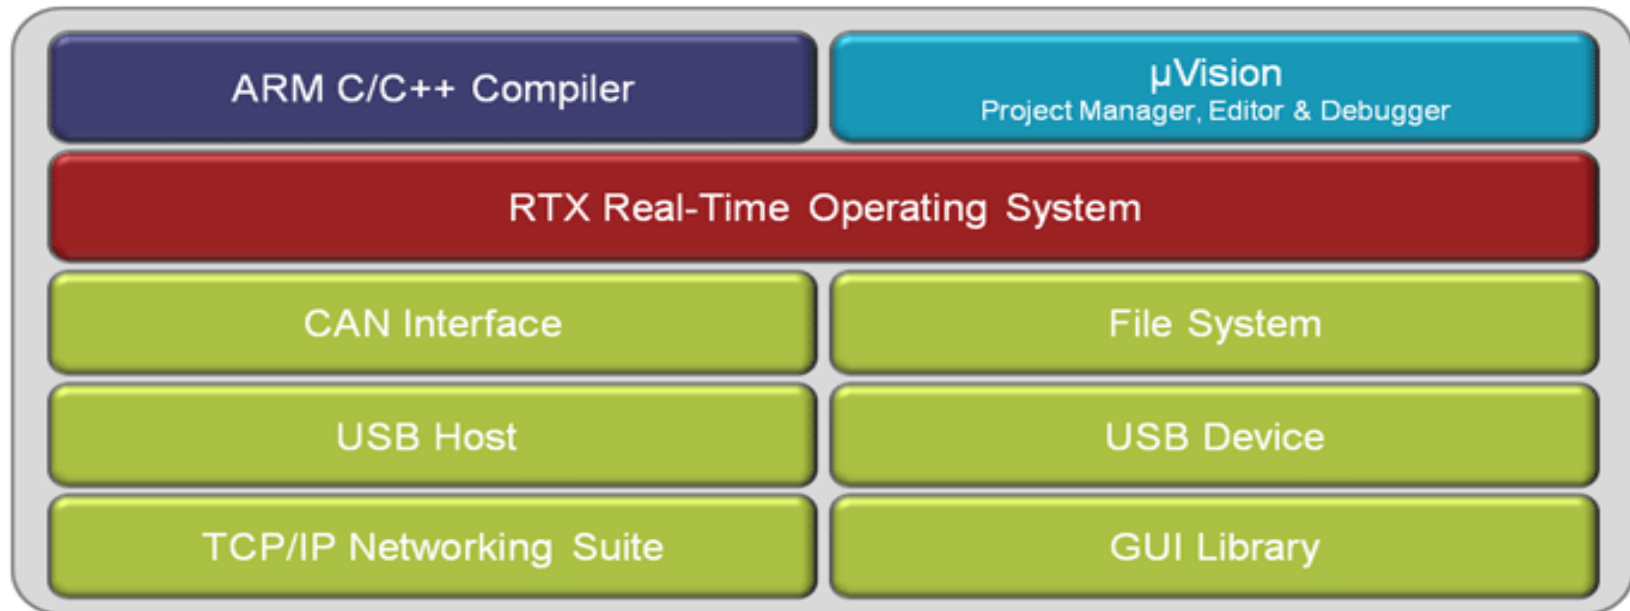 ARM C/C++ Compiler
µVision
Project Manager, Editor & Debugger
RTX Real-Time Operating System
CAN Interface
File System
USB Host
USB Device
TCP/IP Networking Suite
GUI Library